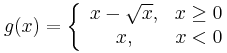 g(x) = { x − √x, x ≥ 0
x, x < 0